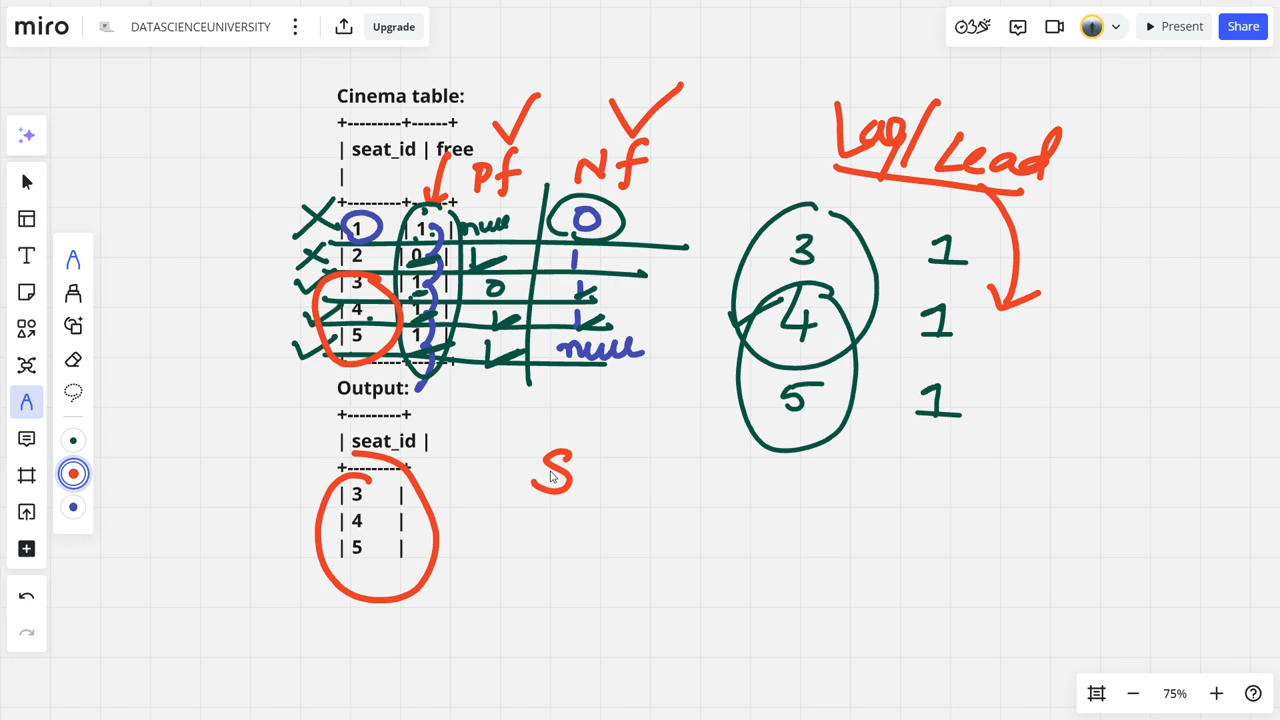 miro DATASCIENCEUNIVERSITY Upgrade Present Share
Cinema table:
+---------+------+
| seat_id | free
|
+---------+------+
Pf Nf
Lag/Lead
| 1 | 1 | null 0
| 2 | 0 | 1
| 3 | 1 | 0
| 4 | 1 | 1
| 5 | 1 null
+---------+------+
3 1
4 1
5 1
Output:
+---------+
| seat_id |
+---------+
| 3 |
| 4 |
| 5 |
S
75%